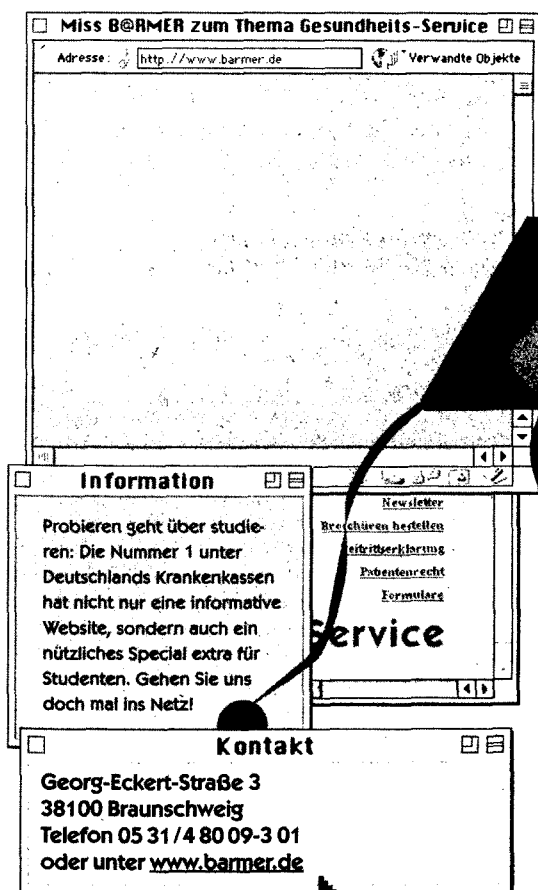 Miss B@RMER zum Thema Gesundheits-Service
Adresse: http://www.barmer.de Verwandte Objekte
Newsletter
Broschüren bestellen
eitrittserklärung
Patientenrecht
Formulare
Service
Information
Probieren geht über studie-
ren: Die Nummer 1 unter
Deutschlands Krankenkassen
hat nicht nur eine informative
Website, sondern auch ein
nützliches Special extra für
Studenten. Gehen Sie uns
doch mal ins Netz!
Kontakt
Georg-Eckert-Straße 3
38100 Braunschweig
Telefon 05 31/4 80 09-3 01
oder unter www.barmer.de